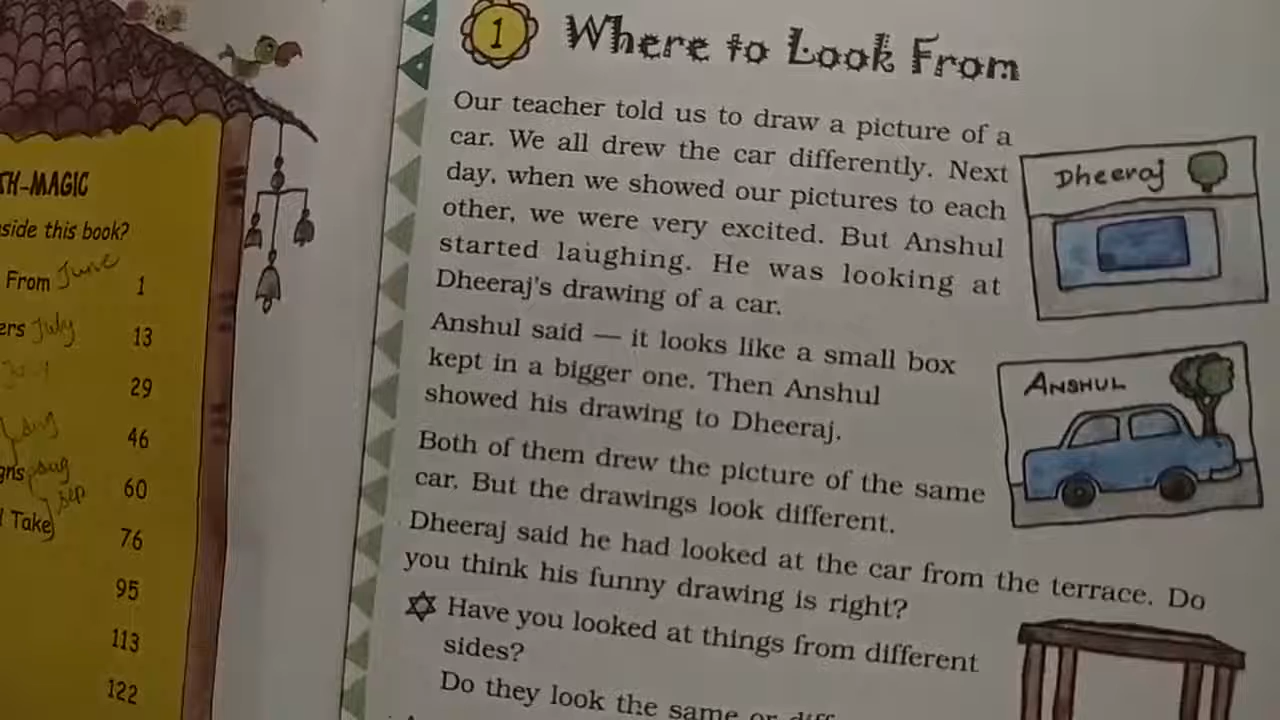 TH-MAGIC
side this book?
From June 1
ers July 13
29
46
gns aug 60
sep
Take 76
95
113
122
1 Where to Look From
Our teacher told us to draw a picture of a
car. We all drew the car differently. Next
day, when we showed our pictures to each
other, we were very excited. But Anshul
started laughing. He was looking at
Dheeraj's drawing of a car.
Dheeraj
Anshul said — it looks like a small box
kept in a bigger one. Then Anshul
showed his drawing to Dheeraj.
ANSHUL
Both of them drew the picture of the same
car. But the drawings look different.
Dheeraj said he had looked at the car from the terrace. Do
you think his funny drawing is right?
Have you looked at things from different
sides?
Do they look the same or diff